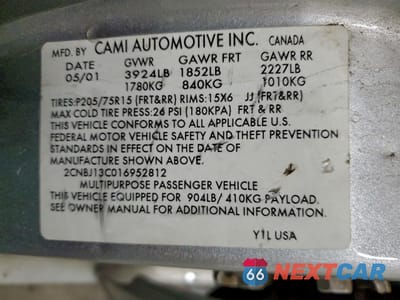 MFD. BY CAMI AUTOMOTIVE INC. CANADA
DATE GVWR GAWR FRT GAWR RR
05/01 3924LB 1852LB 2227LB
1780KG 840KG 1010KG
TIRES:P205/75R15 (FRT&RR) RIMS:15X6 JJ (FRT&RR)
MAX COLD TIRE PRESS:26 PSI (180KPA) FRT & RR
THIS VEHICLE CONFORMS TO ALL APPLICABLE U.S.
FEDERAL MOTOR VEHICLE SAFETY AND THEFT PREVENTION
STANDARDS IN EFFECT ON THE DATE OF
MANUFACTURE SHOWN ABOVE.
2CNBJ13C016952812
MULTIPURPOSE PASSENGER VEHICLE
THIS VEHICLE EQUIPPED FOR 904LB/ 410KG PAYLOAD.
SEE OWNER MANUAL FOR ADDITIONAL INFORMATION.
Y1L USA
66 NEXTCAR